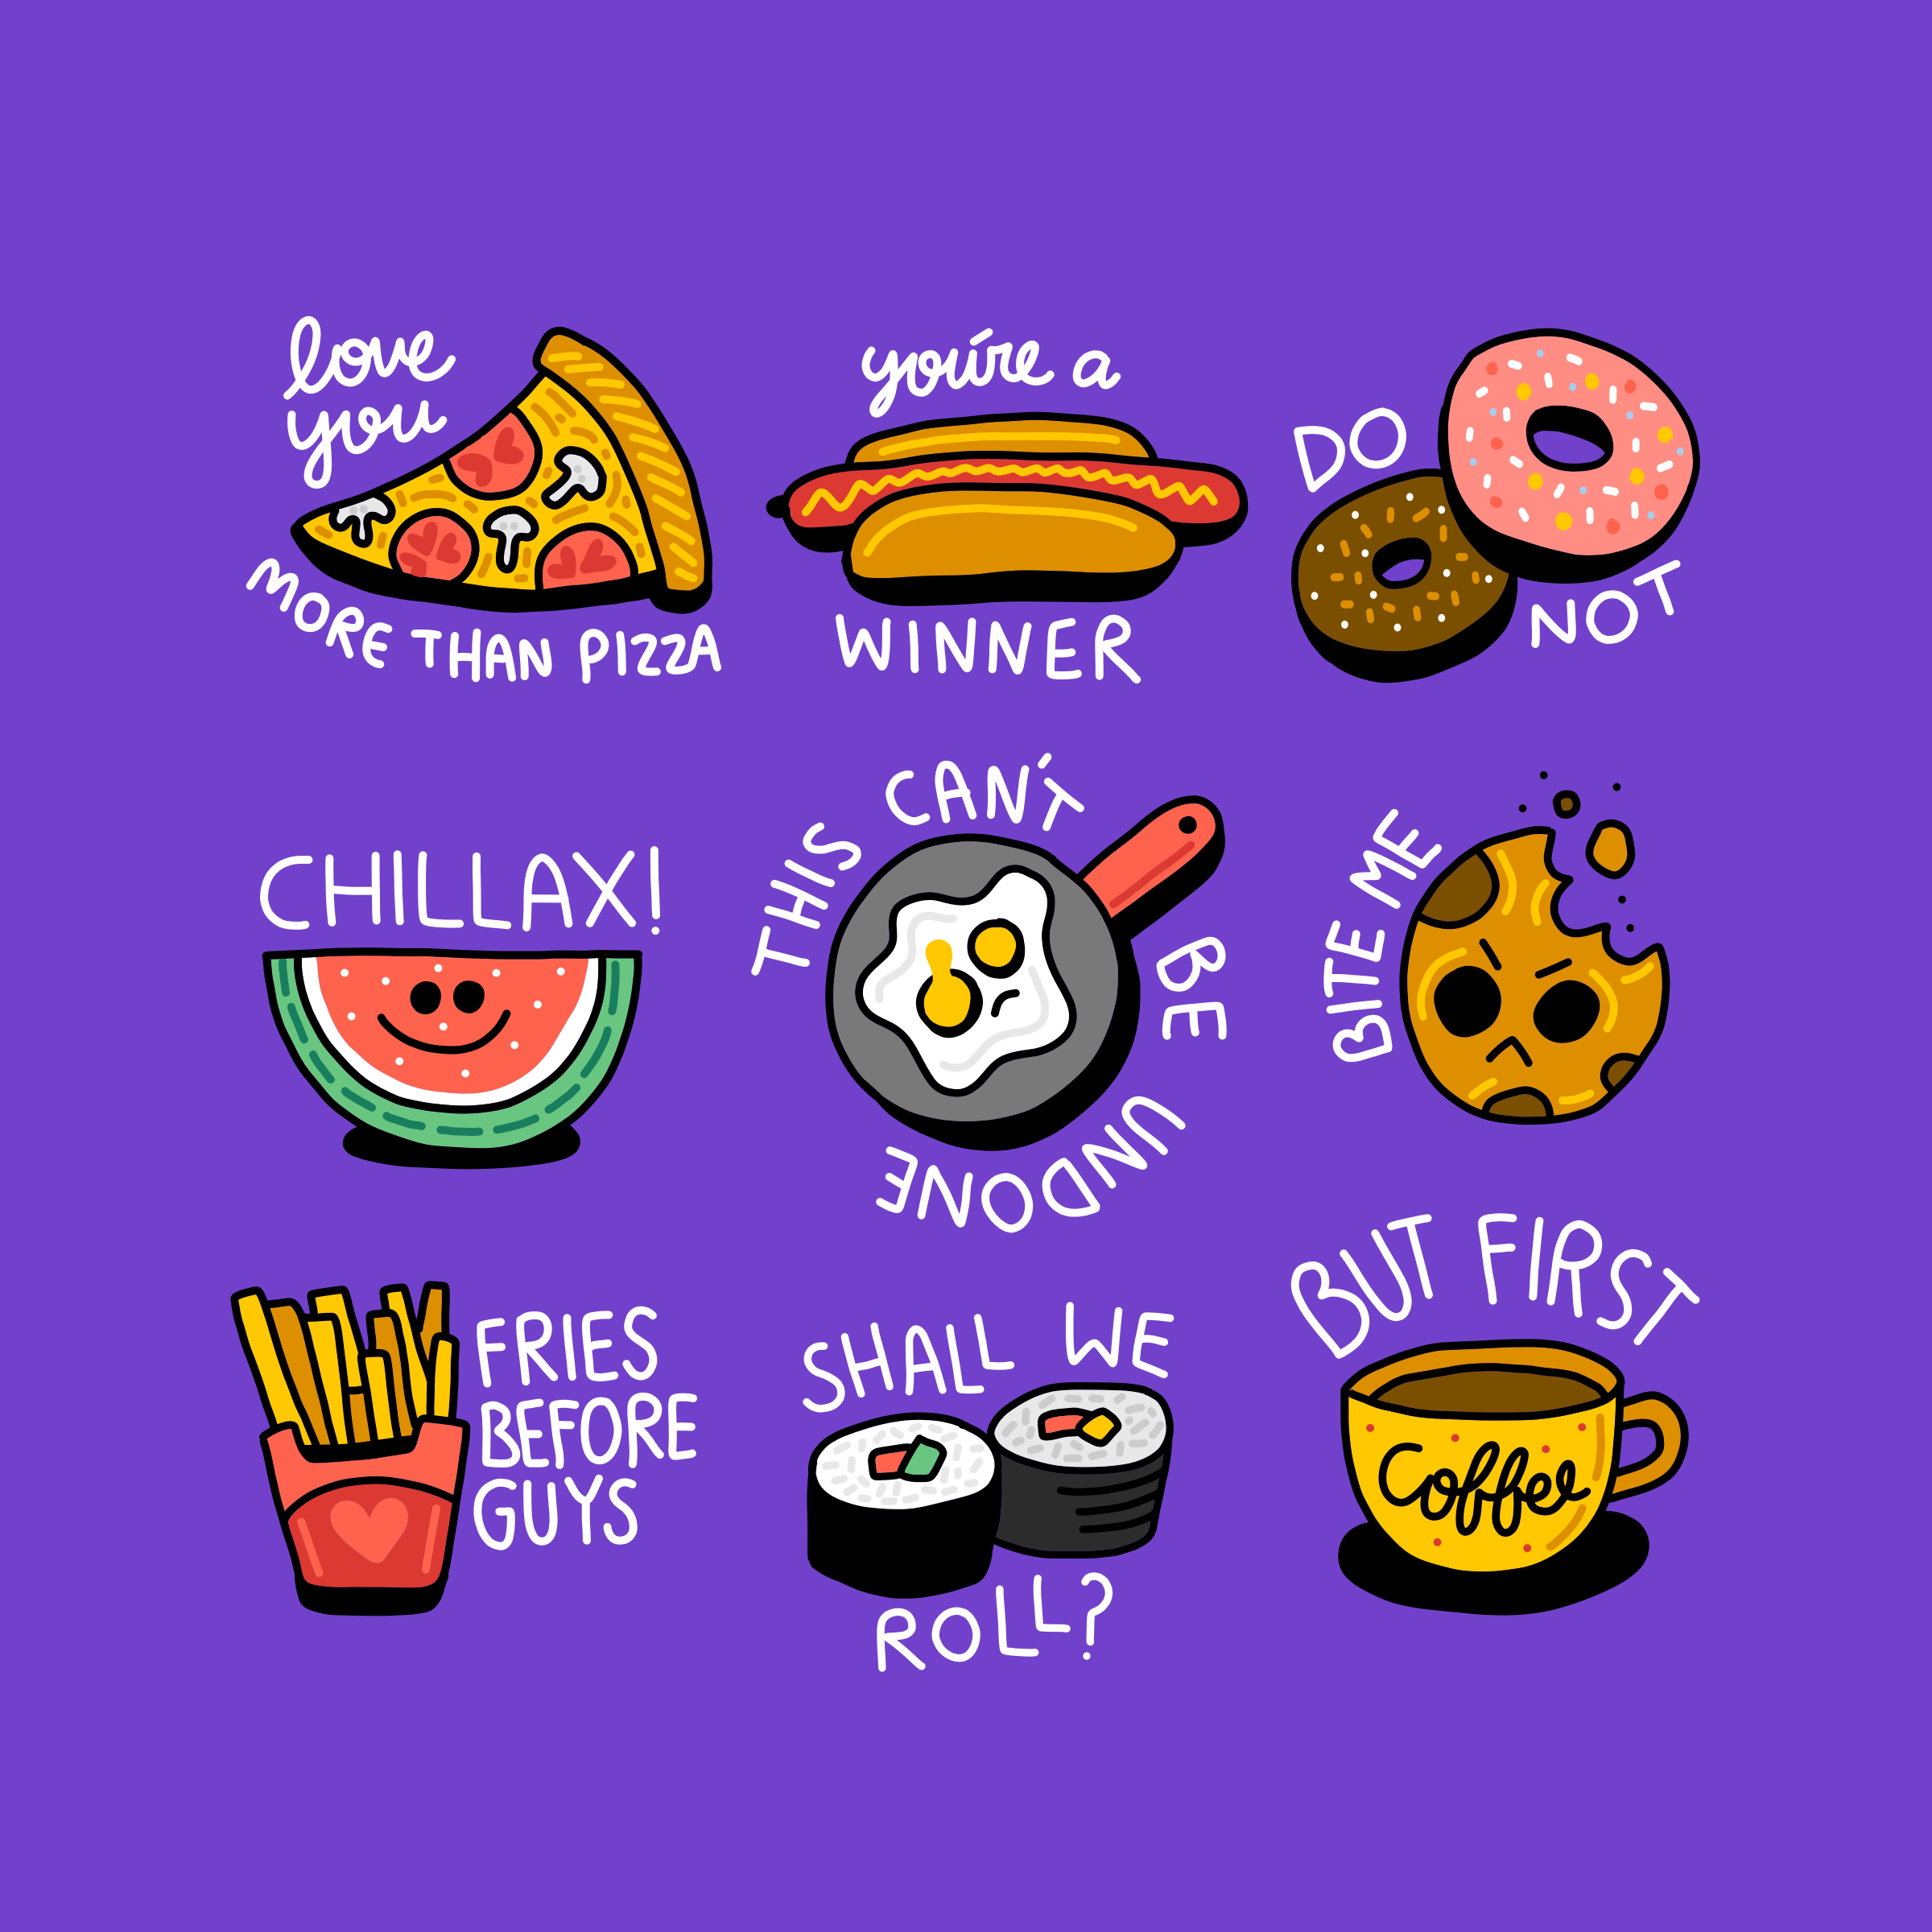 love
you
MORE THAN PIZZA
you're a
WINNER
DO
NOT
CHILLAX!
THIS CAN'T
BE
UNDONE
BITE ME
FRIES
BEFORE
GUYS
SHALL WE
ROLL?
BUT FIRST
Coffee